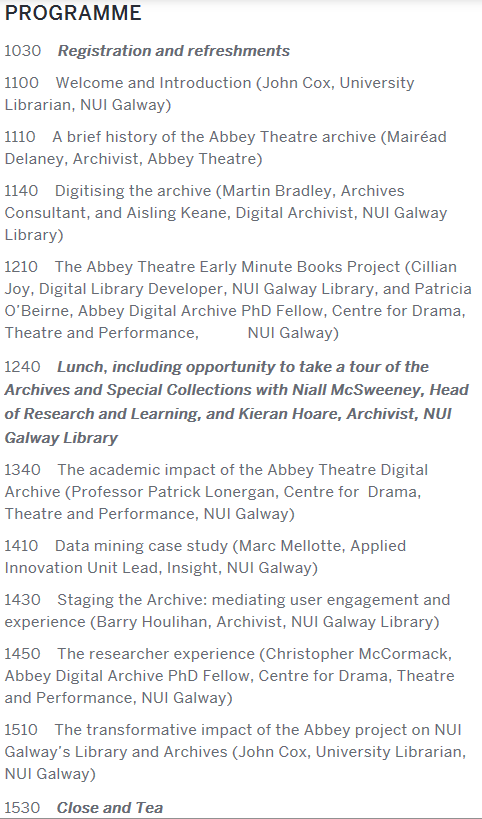 PROGRAMME
1030 Registration and refreshments
1100 Welcome and Introduction (John Cox, University
Librarian, NUI Galway)
1110 A brief history of the Abbey Theatre archive (Mairéad
Delaney, Archivist, Abbey Theatre)
1140 Digitising the archive (Martin Bradley, Archives
Consultant, and Aisling Keane, Digital Archivist, NUI Galway
Library)
1210 The Abbey Theatre Early Minute Books Project (Cillian
Joy, Digital Library Developer, NUI Galway Library, and Patricia
O’Beirne, Abbey Digital Archive PhD Fellow, Centre for Drama,
Theatre and Performance, NUI Galway)
1240 Lunch, including opportunity to take a tour of the
Archives and Special Collections with Niall McSweeney, Head
of Research and Learning, and Kieran Hoare, Archivist, NUI
Galway Library
1340 The academic impact of the Abbey Theatre Digital
Archive (Professor Patrick Lonergan, Centre for Drama,
Theatre and Performance, NUI Galway)
1410 Data mining case study (Marc Mellotte, Applied
Innovation Unit Lead, Insight, NUI Galway)
1430 Staging the Archive: mediating user engagement and
experience (Barry Houlihan, Archivist, NUI Galway Library)
1450 The researcher experience (Christopher McCormack,
Abbey Digital Archive PhD Fellow, Centre for Drama, Theatre
and Performance, NUI Galway)
1510 The transformative impact of the Abbey project on NUI
Galway’s Library and Archives (John Cox, University Librarian,
NUI Galway)
1530 Close and Tea